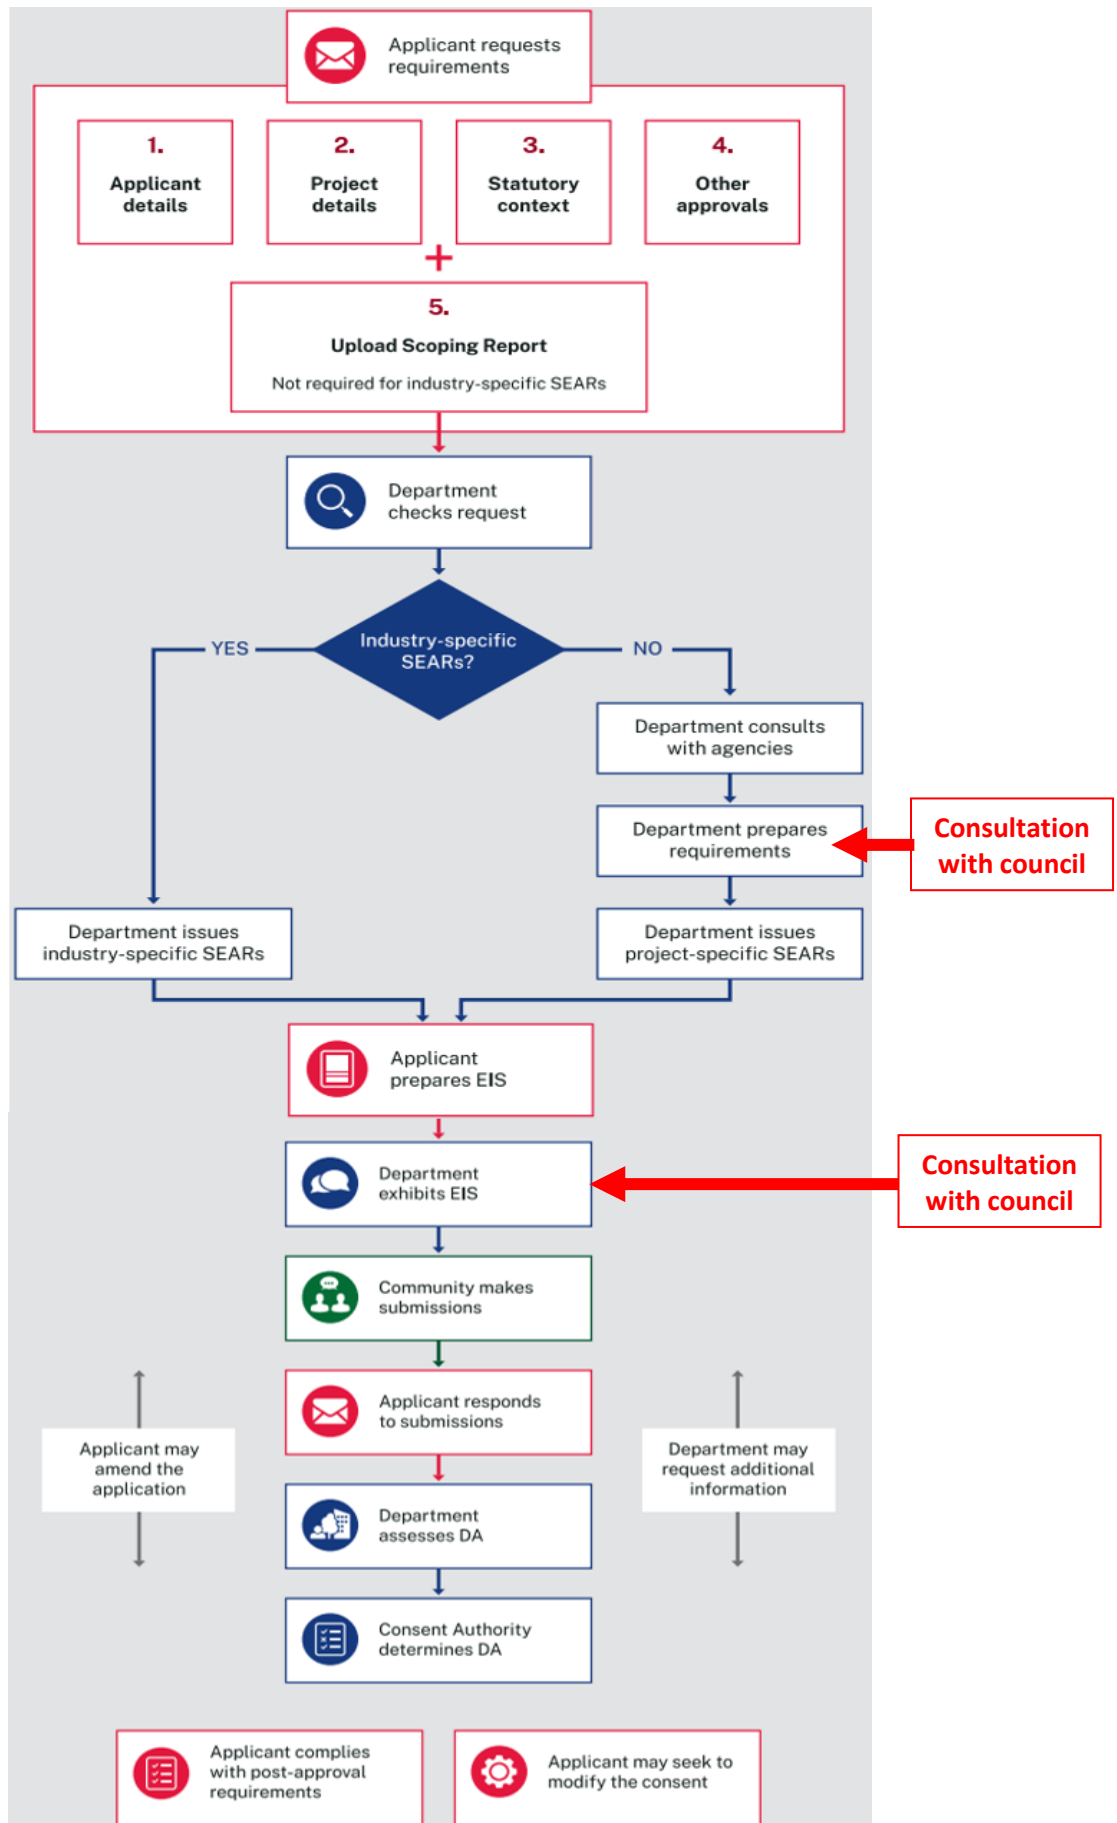 Applicant requests
requirements
1.
Applicant
details
2.
Project
details
3.
Statutory
context
4.
Other
approvals
+
5.
Upload Scoping Report
Not required for industry-specific SEARs
Department
checks request
Industry-specific
SEARs?
YES
NO
Department consults
with agencies
Department prepares
requirements
Consultation
with council
Department issues
industry-specific SEARs
Department issues
project-specific SEARs
Applicant
prepares EIS
Department
exhibits EIS
Consultation
with council
Community makes
submissions
Applicant responds
to submissions
Applicant may
amend the
application
Department may
request additional
information
Department
assesses DA
Consent Authority
determines DA
Applicant complies
with post-approval
requirements
Applicant may seek to
modify the consent